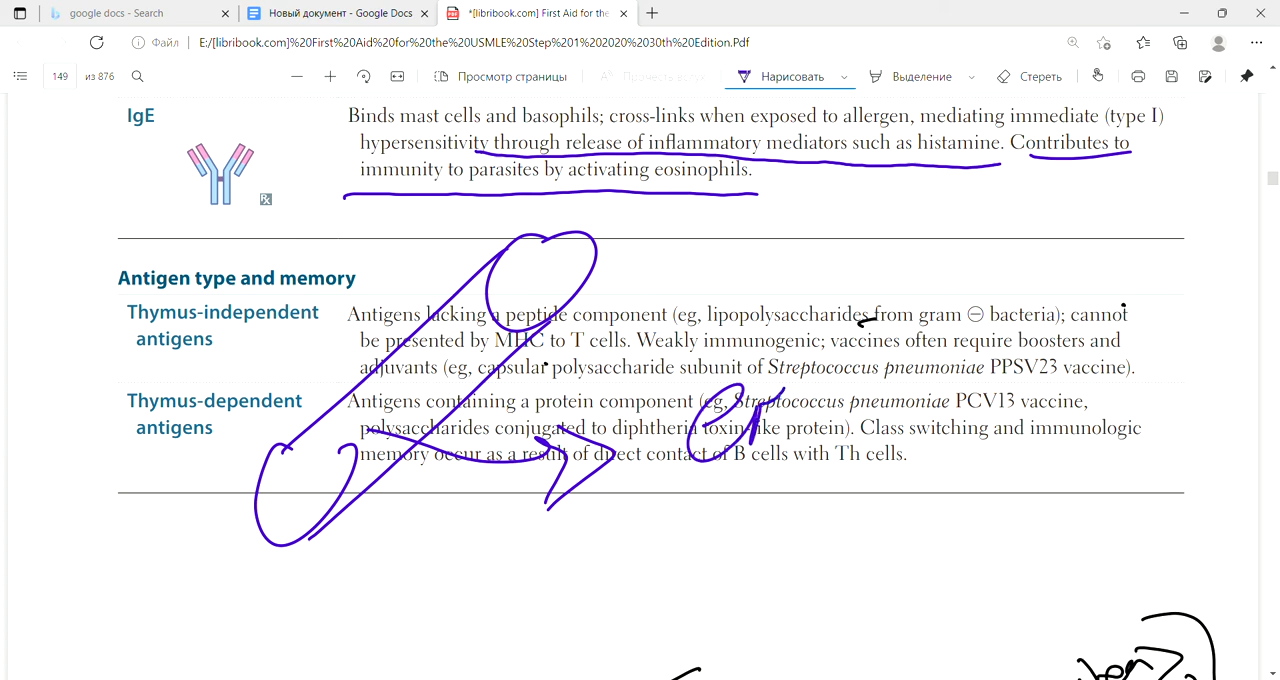 google docs - Search
Новый документ - Google Docs
*[libribook.com] First Aid for the
Файл
E:/[libribook.com]%20First%20Aid%20for%20the%20USMLE%20Step%201%202020%2030th%20Edition.Pdf
149 из 876
Просмотр страницы
Нарисовать
Выделение
Стереть
IgE
Binds mast cells and basophils; cross-links when exposed to allergen, mediating immediate (type I)
hypersensitivity through release of inflammatory mediators such as histamine. Contributes to
immunity to parasites by activating eosinophils.
Rx
Antigen type and memory
Thymus-independent
antigens
Antigens lacking a peptide component (eg, lipopolysaccharides from gram ⊖ bacteria); cannot
be presented by MHC to T cells. Weakly immunogenic; vaccines often require boosters and
adjuvants (eg, capsular polysaccharide subunit of Streptococcus pneumoniae PPSV23 vaccine).
Thymus-dependent
antigens
Antigens containing a protein component (eg, Streptococcus pneumoniae PCV13 vaccine,
polysaccharides conjugated to diphtheria toxin-like protein). Class switching and immunologic
memory occur as a result of direct contact of B cells with Th cells.